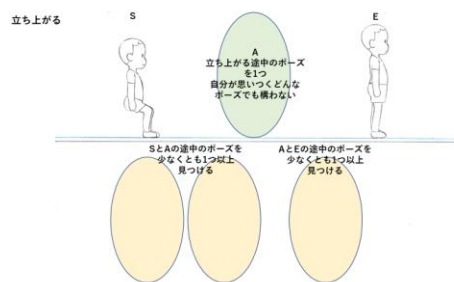 立ち上がる
S
E
A
立ち上がる途中のポーズ
を1つ
自分が思いつくどんな
ポーズでも構わない
SとAの途中のポーズを
少なくとも1つ以上
見つける
AとEの途中のポーズを
少なくとも1つ以上
見つける